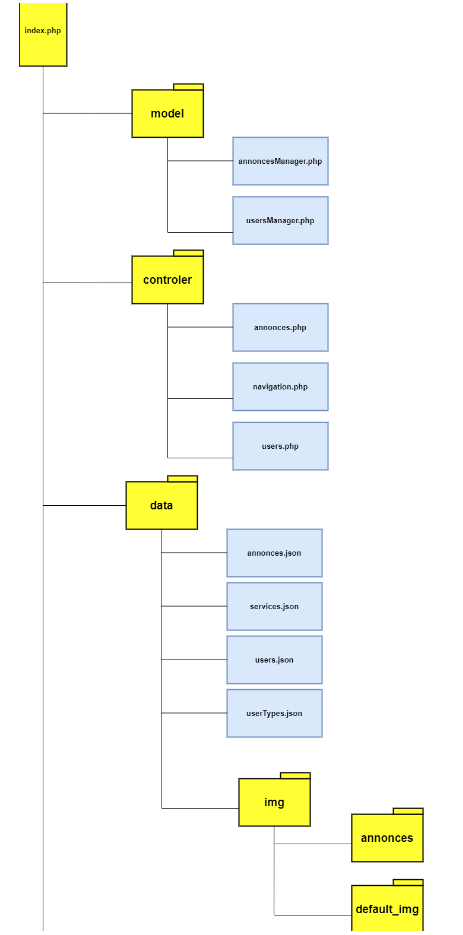 index.php
model
annoncesManager.php
usersManager.php
controler
annonces.php
navigation.php
users.php
data
annonces.json
services.json
users.json
userTypes.json
img
annonces
default_img